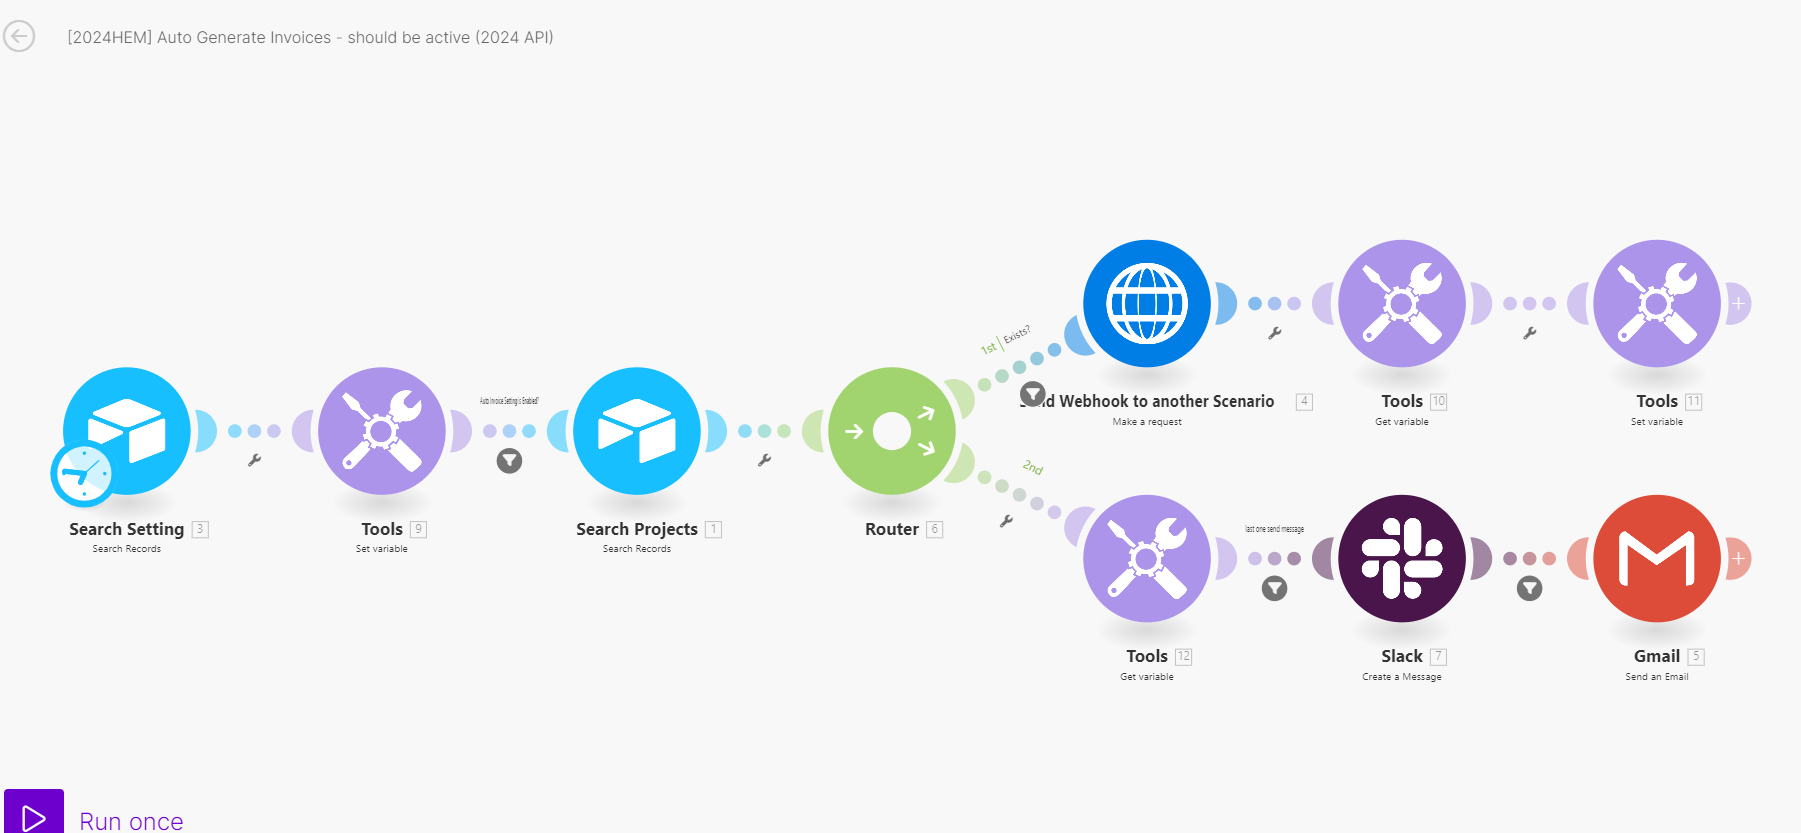 [2024HEM] Auto Generate Invoices - should be active (2024 API)
1st | Exists?
Webhook to another Scenario 4
Make a request
Tools 10
Get variable
Tools 11
Set variable
Auto Invoice Setting is Enabled?
Search Setting 3
Search Records
Tools 9
Set variable
Search Projects 1
Search Records
Router 6
2nd
last one send message
Tools 12
Get variable
Slack 7
Create a Message
Gmail 5
Send an Email
Run once